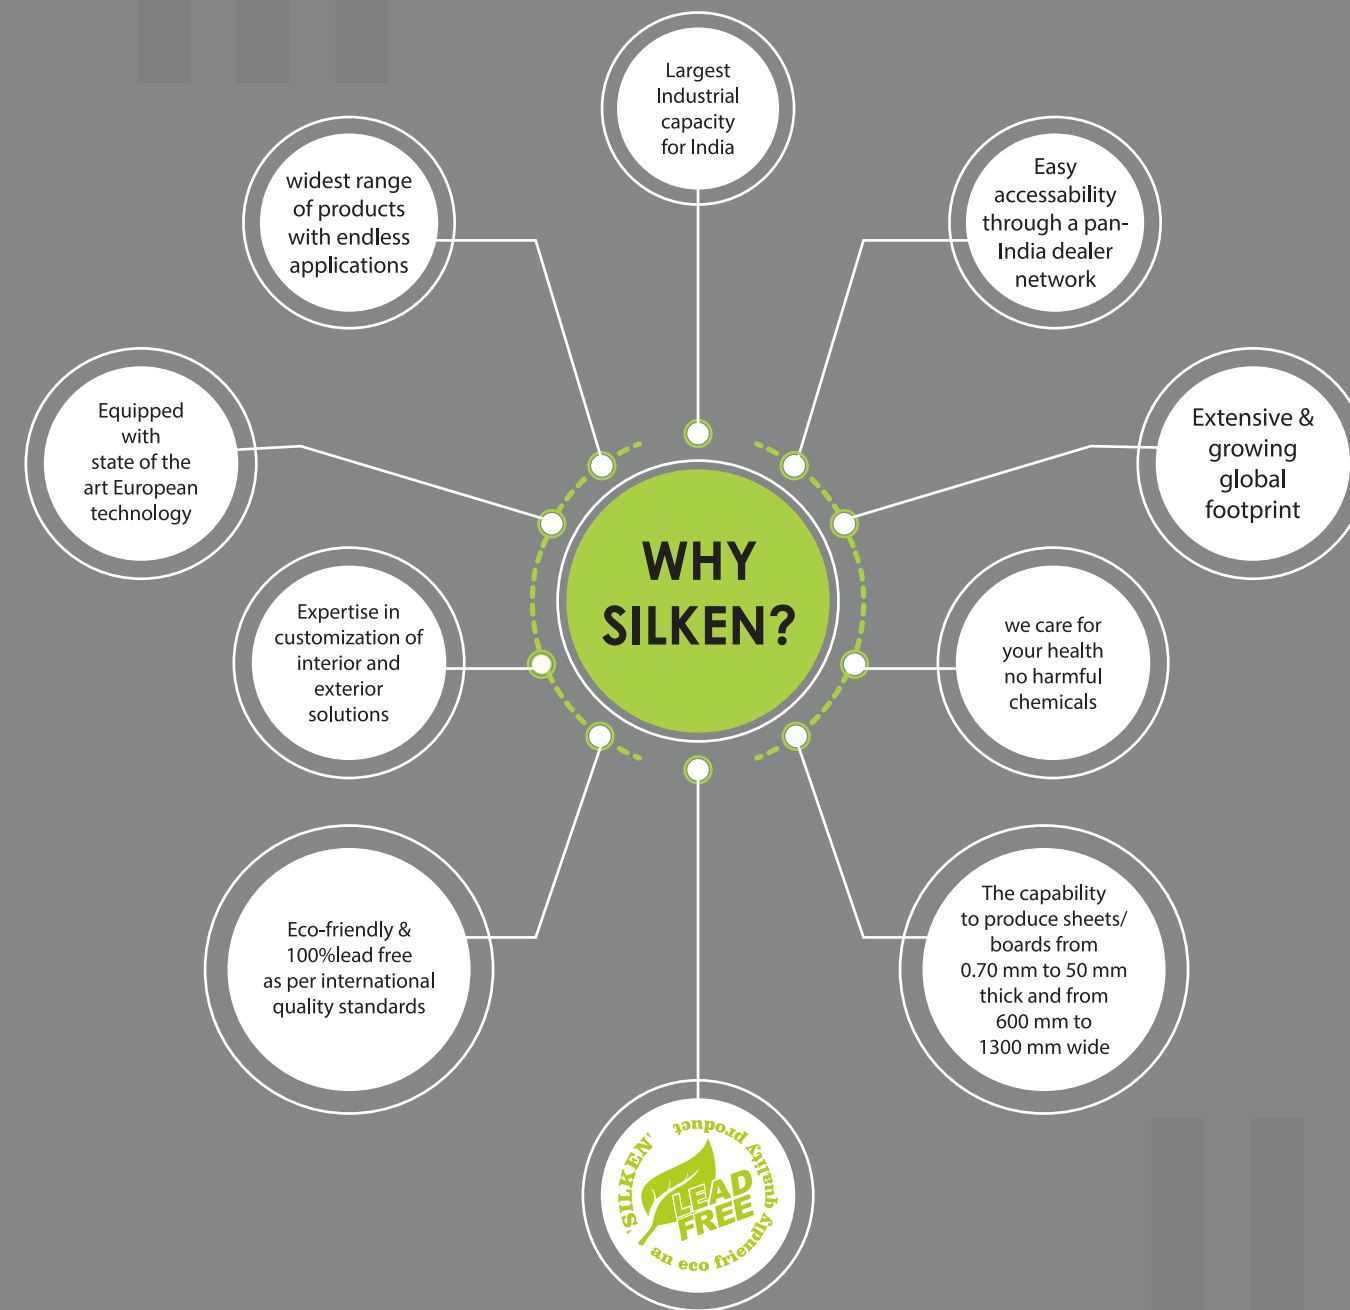 Largest
Industrial
capacity
for India
widest range
of products
with endless
applications
Easy
accessability
through a pan-
India dealer
network
Equipped
with
state of the
art European
technology
Extensive &
growing
global
footprint
WHY
SILKEN?
Expertise in
customization of
interior and
exterior
solutions
we care for
your health
no harmful
chemicals
Eco-friendly &
100%lead free
as per international
quality standards
The capability
to produce sheets/
boards from
0.70 mm to 50 mm
thick and from
600 mm to
1300 mm wide
'SILKEN'
an eco friendly quality product
LEAD
FREE